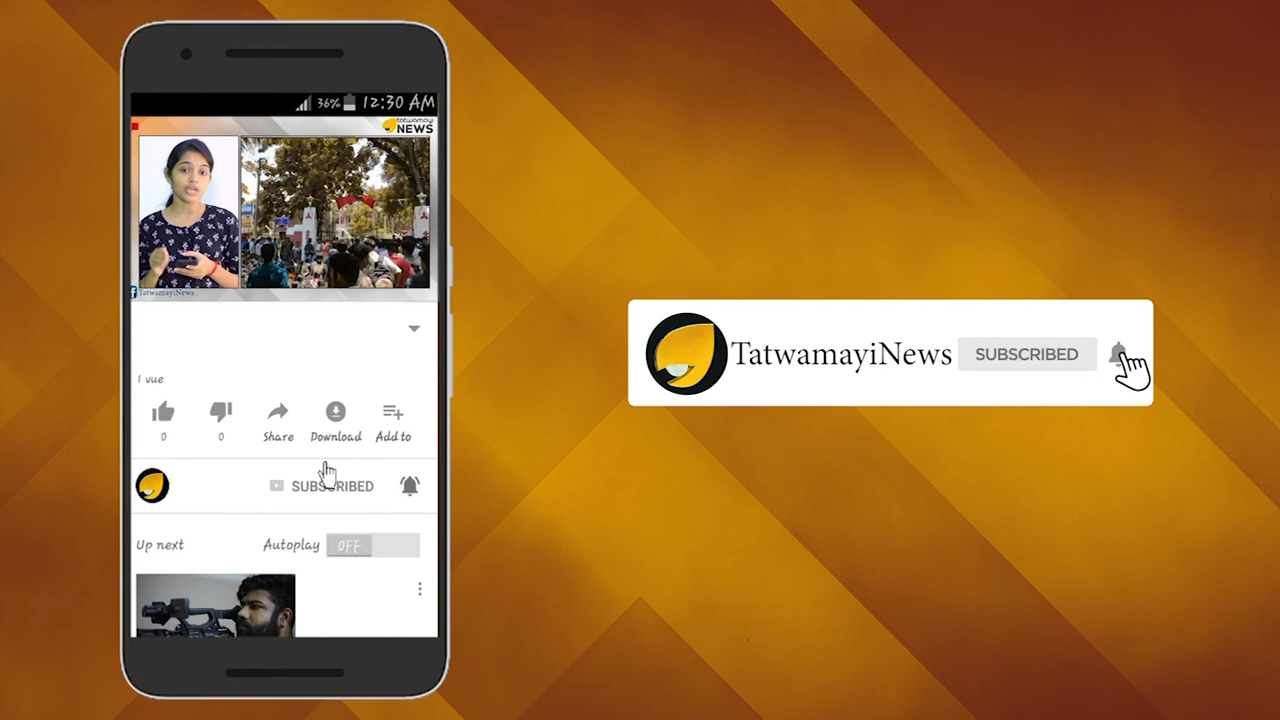 36% 12:30 AM
tatwamayi
NEWS
TatwamayiNews
1 vue
0 0 Share Download Add to
SUBSCRIBED
Up next Autoplay OFF
TatwamayiNews SUBSCRIBED